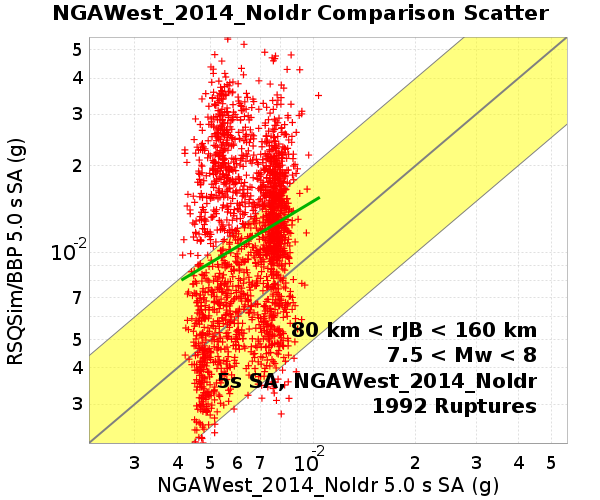 NGAWest_2014_NoIdr Comparison Scatter
RSQSim/BBP 5.0 s SA (g)
5
4
3
2
10⁻²
7
5
4
3
80 km < rJB < 160 km
7.5 < Mw < 8
5s SA, NGAWest_2014_NoIdr
1992 Ruptures
3 4 5 6 7 10⁻² 2 3 4 5
NGAWest_2014_NoIdr 5.0 s SA (g)